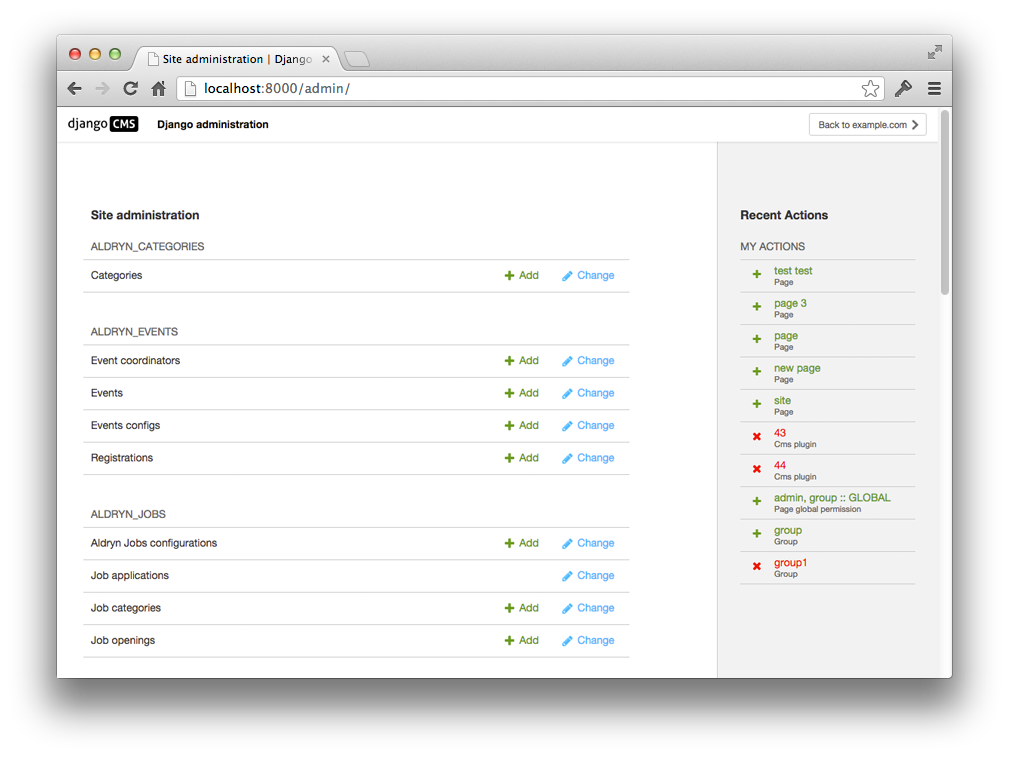 Site administration | Django
localhost:8000/admin/
django CMS
Django administration
Back to example.com
Site administration
ALDRYN_CATEGORIES
Categories Add Change
ALDRYN_EVENTS
Event coordinators Add Change
Events Add Change
Events configs Add Change
Registrations Add Change
ALDRYN_JOBS
Aldryn Jobs configurations Add Change
Job applications Change
Job categories Add Change
Job openings Add Change
Recent Actions
MY ACTIONS
test test
Page
page 3
Page
page
Page
new page
Page
site
Page
43
Cms plugin
44
Cms plugin
admin, group :: GLOBAL
Page global permission
group
Group
group1
Group